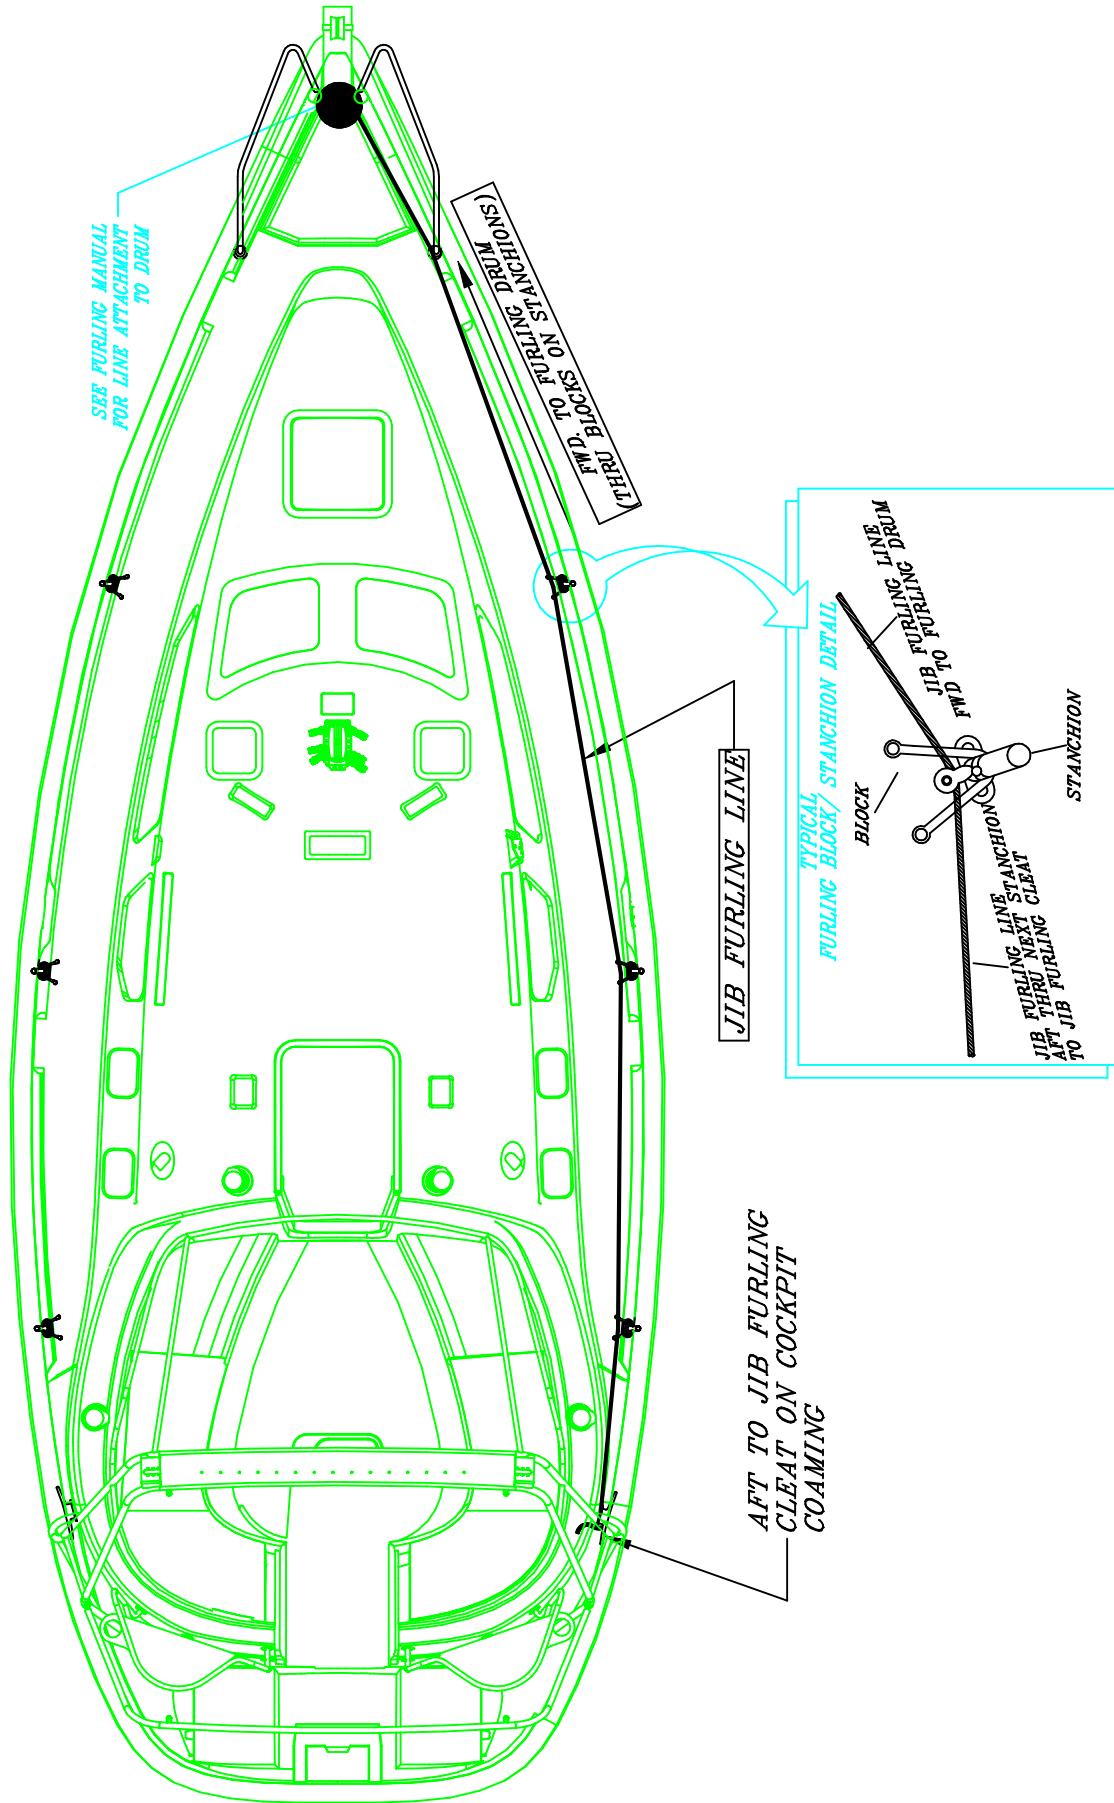 SEE FURLING MANUAL
FOR LINE ATTACHMENT
TO DRUM
FWD. TO FURLING DRUM
(THRU BLOCKS ON STANCHIONS)
JIB FURLING LINE
AFT TO JIB FURLING
CLEAT ON COCKPIT
COAMING
TYPICAL
FURLING BLOCK/ STANCHION DETAIL
JIB FURLING LINE
FWD TO FURLING DRUM
BLOCK
STANCHION
JIB FURLING LINE
AFT THRU NEXT STANCHION
TO JIB FURLING CLEAT